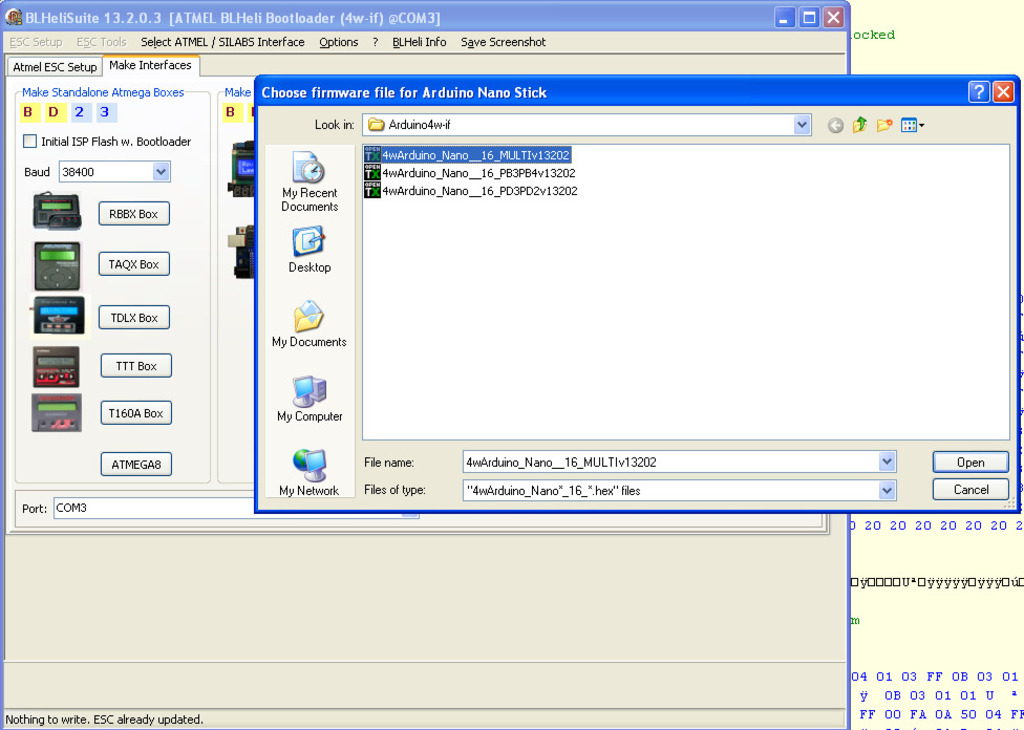 BLHeliSuite 13.2.0.3 [ATMEL BLHeli Bootloader (4w-if) @COM3]
ESC Setup ESC Tools Select ATMEL / SILABS Interface Options ? BLHeli Info Save Screenshot
ocked
Atmel ESC Setup Make Interfaces
Make Standalone Atmega Boxes
B D 2 3
Initial ISP Flash w. Bootloader
Baud 38400
RBBX Box
TAQX Box
TDLX Box
TTT Box
T160A Box
ATMEGA8
Port: COM3
Make
B
Choose firmware file for Arduino Nano Stick
Look in: Arduino4w-if
OPEN TX 4wArduino_Nano__16_MULTIv13202
OPEN TX 4wArduino_Nano__16_PB3PB4v13202
OPEN TX 4wArduino_Nano__16_PD3PD2v13202
My Recent
Documents
Desktop
My Documents
My Computer
My Network
File name: 4wArduino_Nano__16_MULTIv13202 Open
Files of type: "4wArduino_Nano*_16_*.hex" files Cancel
20 20 20 20 20 20 2
m
04 01 03 FF 0B 03 01
ÿ 0B 03 01 01 U ª
FF 00 FA 0A 50 04 FF
Nothing to write. ESC already updated.